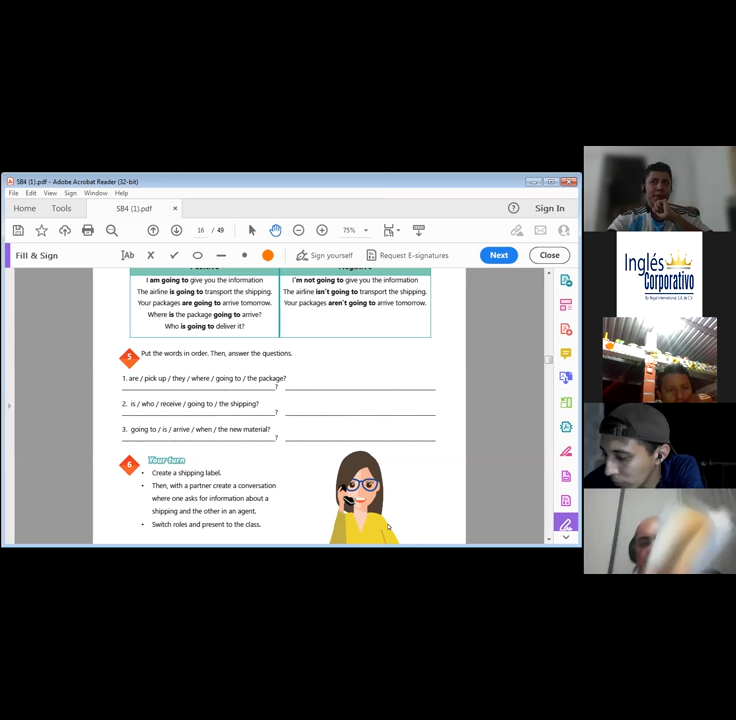 SB4 (1).pdf - Adobe Acrobat Reader (32-bit)
File Edit View Sign Window Help
Home Tools SB4 (1).pdf × Sign In
16 / 49 75%
Fill & Sign Sign yourself Request E-signatures Next Close
Positive Negative
I am going to give you the information
The airline is going to transport the shipping.
Your packages are going to arrive tomorrow.
Where is the package going to arrive?
Who is going to deliver it?
I'm not going to give you the information
The airline isn't going to transport the shipping.
Your packages aren't going to arrive tomorrow.
5 Put the words in order. Then, answer the questions.
1. are / pick up / they / where / going to / the package?
?
2. is / who / receive / going to / the shipping?
?
3. going to / is / arrive / when / the new material?
?
6 Your turn
• Create a shipping label.
• Then, with a partner create a conversation
where one asks for information about a
shipping and the other in an agent.
• Switch roles and present to the class.
Inglés
Corporativo
By Regal International, S.A. de C.V.